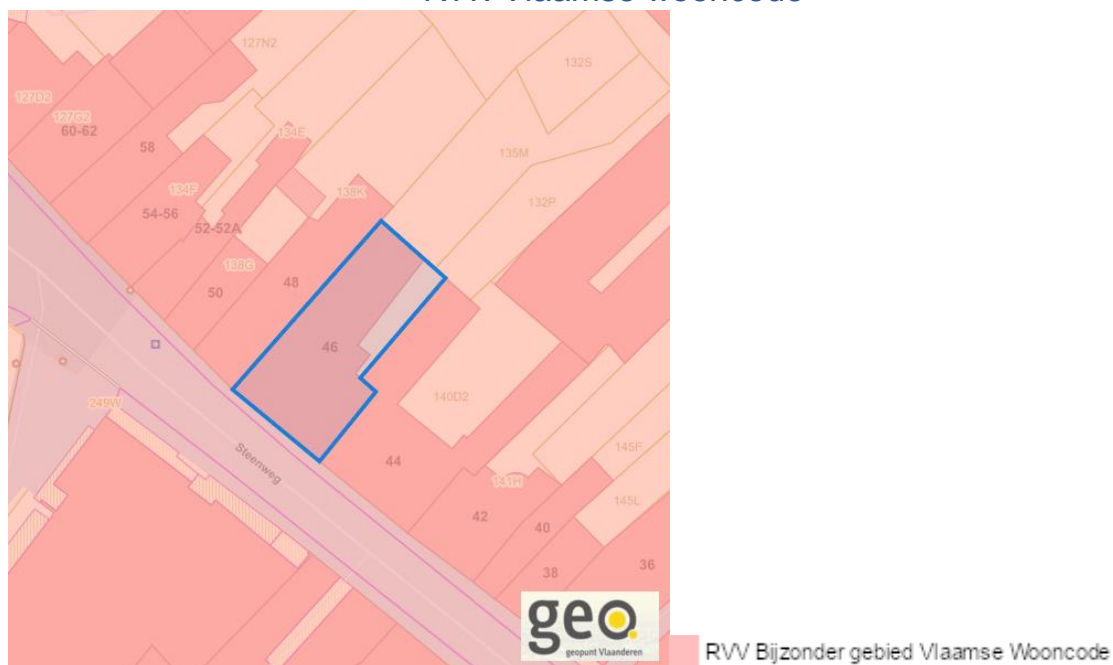 RVV Vlaamse wooncode
127N2
132S
127D2
127G2
60-62
58
134E
135M
134F
138K
132P
54-56
52-52A
138G
48
50
46
140D2
249W
Steenweg
44
145F
141H
145L
42
40
38
36
geo
geopunt Vlaanderen
RVV Bijzonder gebied Vlaamse Wooncode